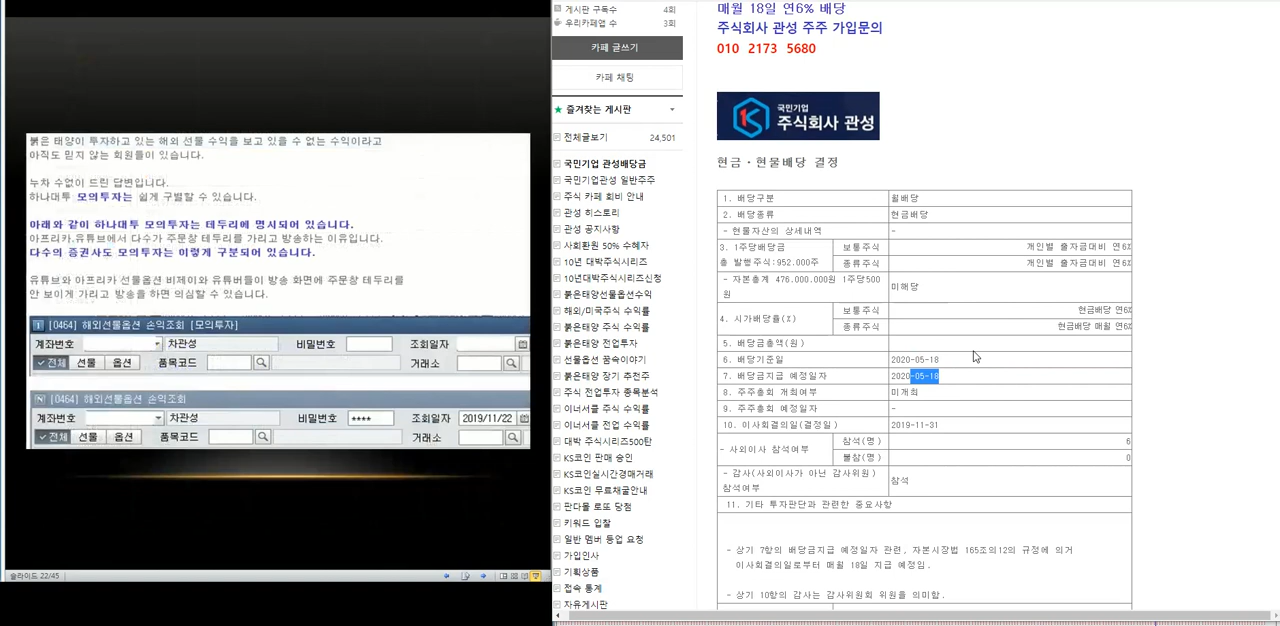 붉은 태양이 투자하고 있는 해외 선물 수익을 보고 있을 수 없는 수익이라고
아직도 믿지 않는 회원들이 있습니다.
누차 수없이 드린 답변입니다.
하나대투 모의투자는 쉽게 구별할 수 있습니다.
아래와 같이 하나대투 모의투자는 테두리에 명시되어 있습니다.
아프리카,유튜브에서 다수가 주문창 테두리를 가리고 방송하는 이유입니다.
다수의 증권사도 모의투자는 이렇게 구분되어 있습니다.
유튜브와 아프리카 선물옵션 비제이와 유튜버들이 방송 화면에 주문창 테두리를
안 보이게 가리고 방송을 하면 의심할 수 있습니다.
[0464] 해외선물옵션 손익조회 [모의투자]
계좌번호 차관성 비밀번호 조회일자
전체 선물 옵션 품목코드 거래소
[0464] 해외선물옵션 손익조회
계좌번호 차관성 비밀번호 **** 조회일자 2019/11/22
전체 선물 옵션 품목코드 거래소
슬라이드 22/45
게시판 구독수 4회
우리카페앱 수 3회
카페 글쓰기
카페 채팅
즐겨찾는 게시판
전체글보기 24,501
국민기업 관성배당금
국민기업관성 일반주주
주식 카페 회비 안내
관성 히스토리
관성 공지사항
사회환원 50% 수혜자
10년 대박주식시리즈
10년대박주식시리즈신청
붉은태양선물옵션수익
해외/미국주식 수익률
붉은태양 주식 수익률
붉은태양 전업투자
선물옵션 꿈속이야기
붉은태양 장기 추천주
주식 전업투자 종목분석
이너서클 주식 수익률
이너서클 전업 수익률
대박 주식시리즈500탄
KS코인 판매 승인
KS코인실시간경매거래
KS코인 무료채굴안내
판다몰 로또 당첨
키워드 입찰
일반 멤버 등업 요청
가입인사
기획상품
접속 통계
자유게시판
매월 18일 연6% 배당
주식회사 관성 주주 가입문의
010 2173 5680
국민기업
주식회사 관성
현금・현물배당 결정
1. 배당구분 월배당
2. 배당종류 현금배당
- 현물자산의 상세내역 -
3. 1주당배당금 보통주식 개인별 출자금대비 연6%
총 발행주식:952.000주 종류주식 개인별 출자금대비 연6%
- 자본총계 476.000.000원 1주당500원 미해당
4. 시가배당율(%) 보통주식 현금배당 연6%
종류주식 현금배당 매월 연6%
5. 배당금총액(원)
6. 배당기준일 2020-05-18
7. 배당금지급 예정일자 2020-05-18
8. 주주총회 개최여부 미개최
9. 주주총회 예정일자 -
10. 이사회결의일(결정일) 2019-11-31
- 사외이사 참석여부 참석(명) 6
불참(명) 0
- 감사(사외이사가 아닌 감사위원) 참석여부 참석
11. 기타 투자판단과 관련한 중요사항
- 상기 7항의 배당금지급 예정일자 관련, 자본시장법 165조의12의 규정에 의거
이사회결의일로부터 매월 18일 지급 예정임.
- 상기 10항의 감사는 감사위원회 위원을 의미함.